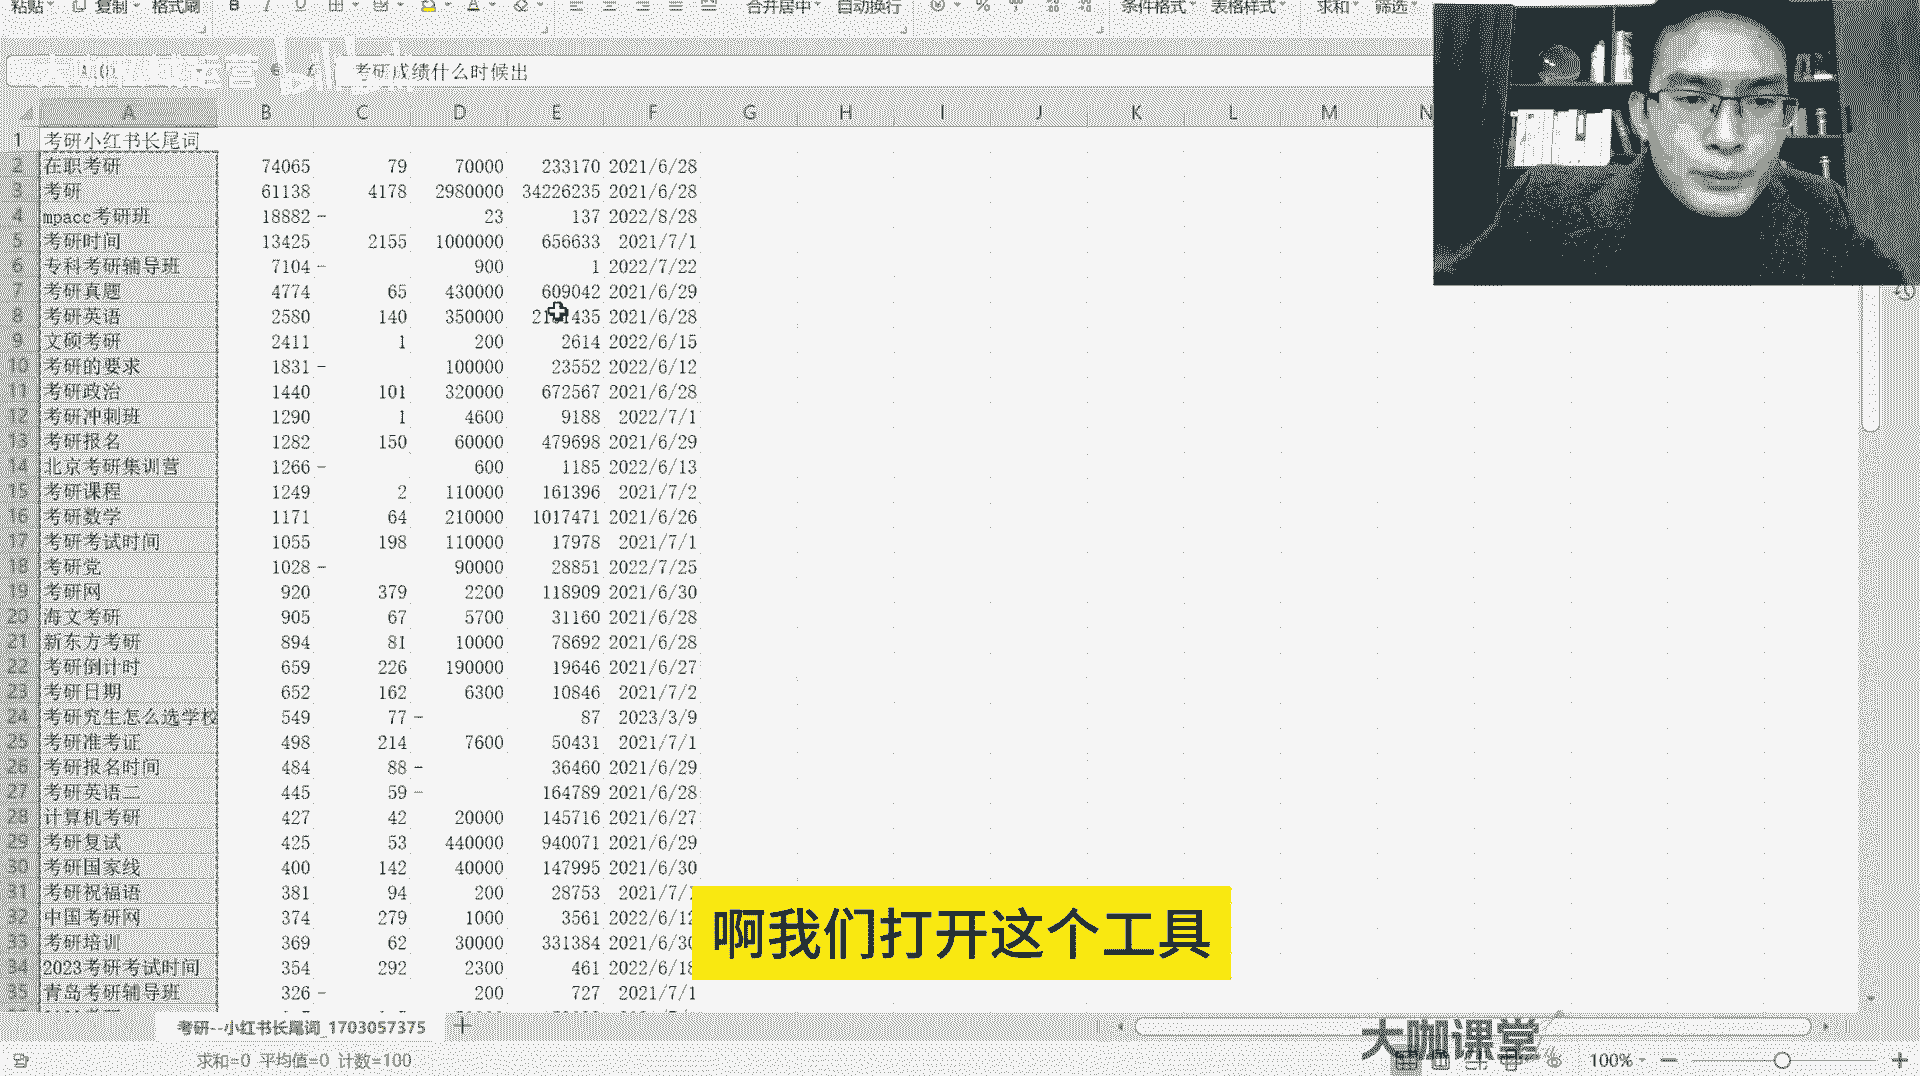 粘贴 复制 格式刷 B I U A 合并居中 自动换行 % 条件格式 表格样式 求和 筛选
考研成绩什么时候出
A B C D E F G H I J K L M N
1 考研小红书长尾词
2 在职考研 74065 79 70000 233170 2021/6/28
3 考研 61138 4178 2980000 34226235 2021/6/28
4 mpacc考研班 18882 - 23 137 2022/8/28
5 考研时间 13425 2155 1000000 656633 2021/7/1
6 专科考研辅导班 7104 - 900 1 2022/7/22
7 考研真题 4774 65 430000 609042 2021/6/29
8 考研英语 2580 140 350000 435 2021/6/28
9 文硕考研 2411 1 200 2614 2022/6/15
10 考研的要求 1831 - 100000 23552 2022/6/12
11 考研政治 1440 101 320000 672567 2021/6/28
12 考研冲刺班 1290 1 4600 9188 2022/7/1
13 考研报名 1282 150 60000 479698 2021/6/29
14 北京考研集训营 1266 - 600 1185 2022/6/13
15 考研课程 1249 2 110000 161396 2021/7/2
16 考研数学 1171 64 210000 1017471 2021/6/26
17 考研考试时间 1055 198 110000 17978 2021/7/1
18 考研党 1028 - 90000 28851 2022/7/25
19 考研网 920 379 2200 118909 2021/6/30
20 海文考研 905 67 5700 31160 2021/6/28
21 新东方考研 894 81 10000 78692 2021/6/28
22 考研倒计时 659 226 190000 19646 2021/6/27
23 考研日期 652 162 6300 10846 2021/7/2
24 考研究生怎么选学校 549 77 - 87 2023/3/9
25 考研准考证 498 214 7600 50431 2021/7/1
26 考研报名时间 484 88 - 36460 2021/6/29
27 考研英语二 445 59 - 164789 2021/6/28
28 计算机考研 427 42 20000 145716 2021/6/27
29 考研复试 425 53 440000 940071 2021/6/29
30 考研国家线 400 142 40000 147995 2021/6/30
31 考研祝福语 381 94 200 28753 2021/7/
32 中国考研网 374 279 1000 3561 2022/6/12
33 考研培训 369 62 30000 331384 2021/6/30
34 2023考研考试时间 354 292 2300 461 2022/6/18
35 青岛考研辅导班 326 - 200 727 2021/7/1
啊我们打开这个工具
考研--小红书长尾词_1703057375
大咖课堂
求和=0 平均值=0 计数=100 100%